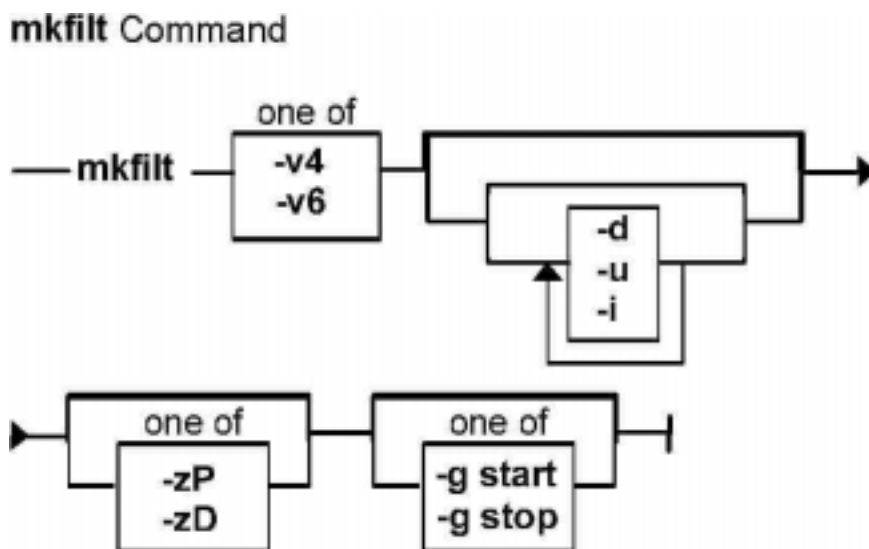 mkfilt Command
one of
mkfilt
-v4
-v6
-d
-u
-i
one of
-zP
-zD
one of
-g start
-g stop